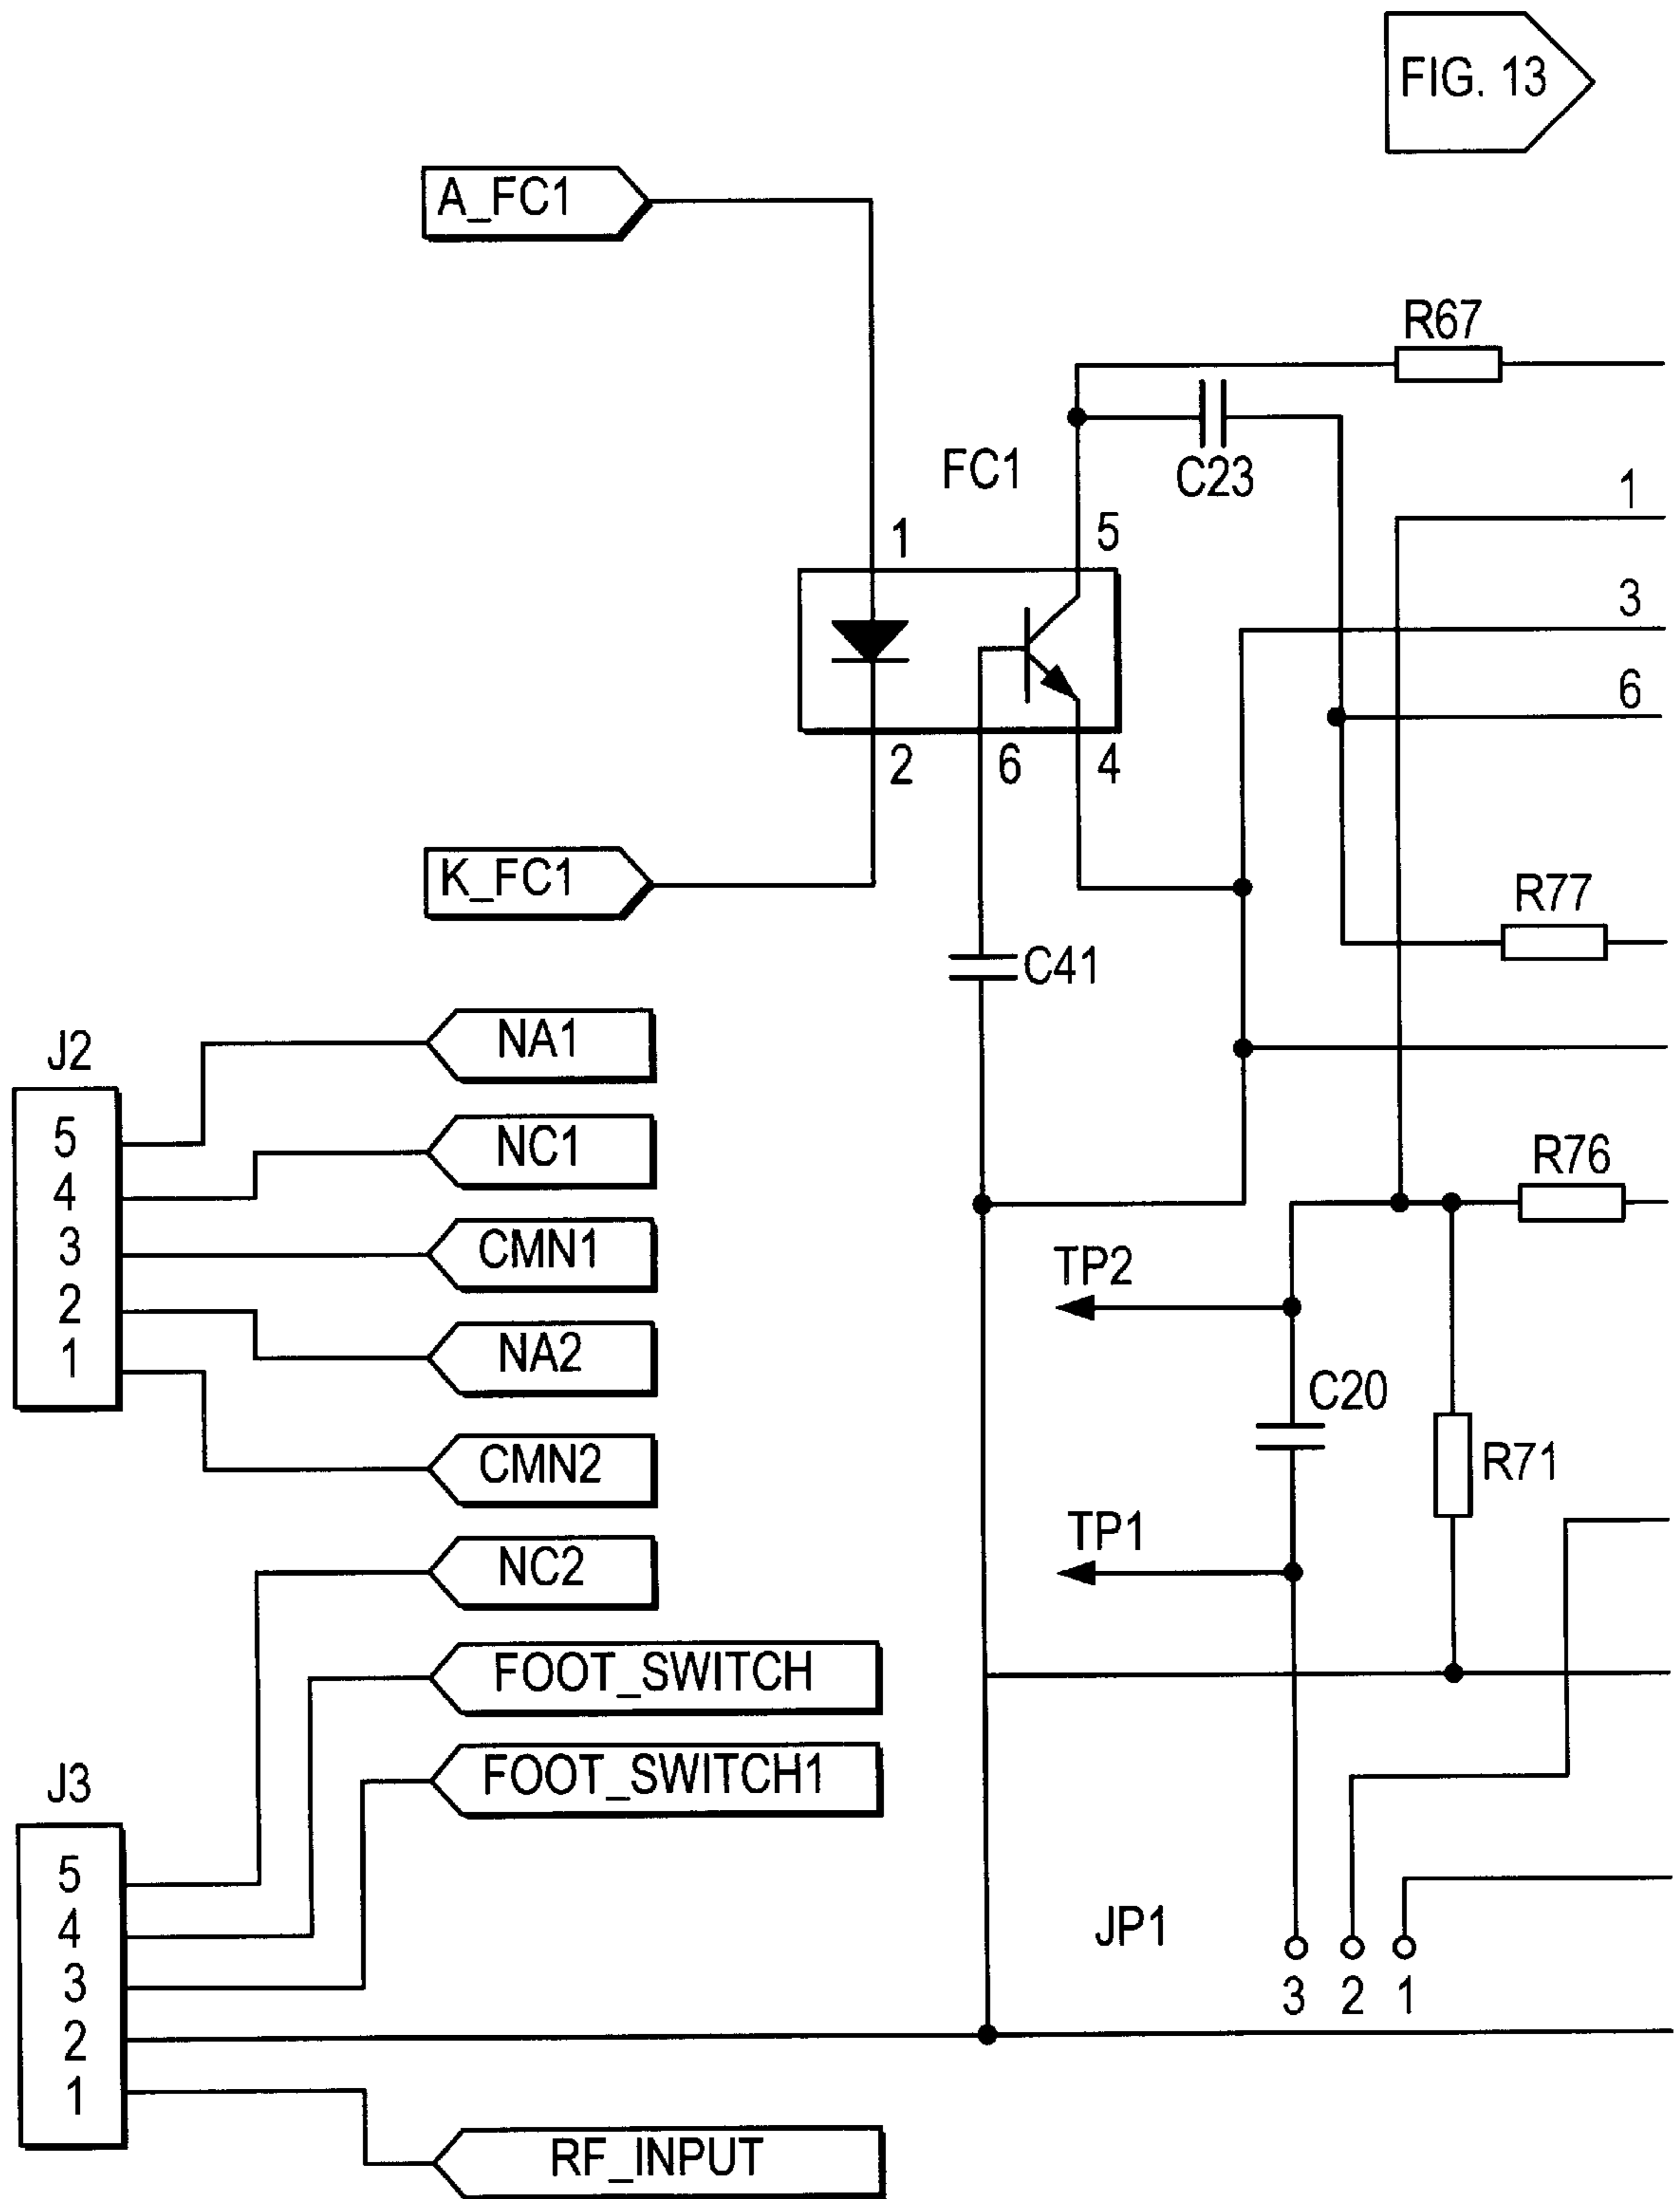 FIG. 13
A_FC1
R67
C23
FC1
1
5
1
3
6
2
6
4
K_FC1
R77
C41
J2
NA1
5
NC1
4
3
CMN1
2
NA2
1
CMN2
R76
TP2
C20
R71
TP1
NC2
FOOT_SWITCH
FOOT_SWITCH1
J3
5
4
3
2
1
JP1
3 2 1
RF_INPUT